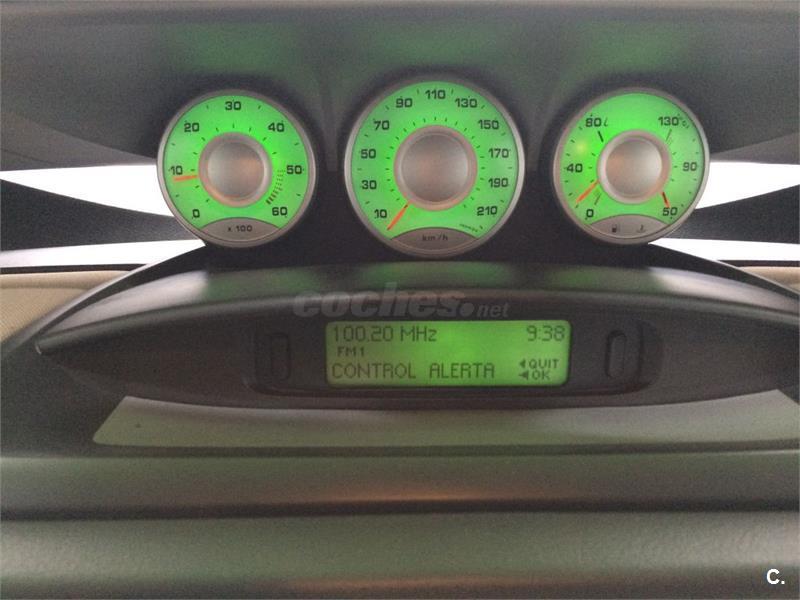 30
20 40
10 50
0 60
x 100
110
90 130
70 150
50 170
30 190
10 210
km/h
80 l 130 °C
40 90
0 50
coches.net
100.20 MHz 9:38
FM1 ◄QUIT
CONTROL ALERTA ◄OK
C.